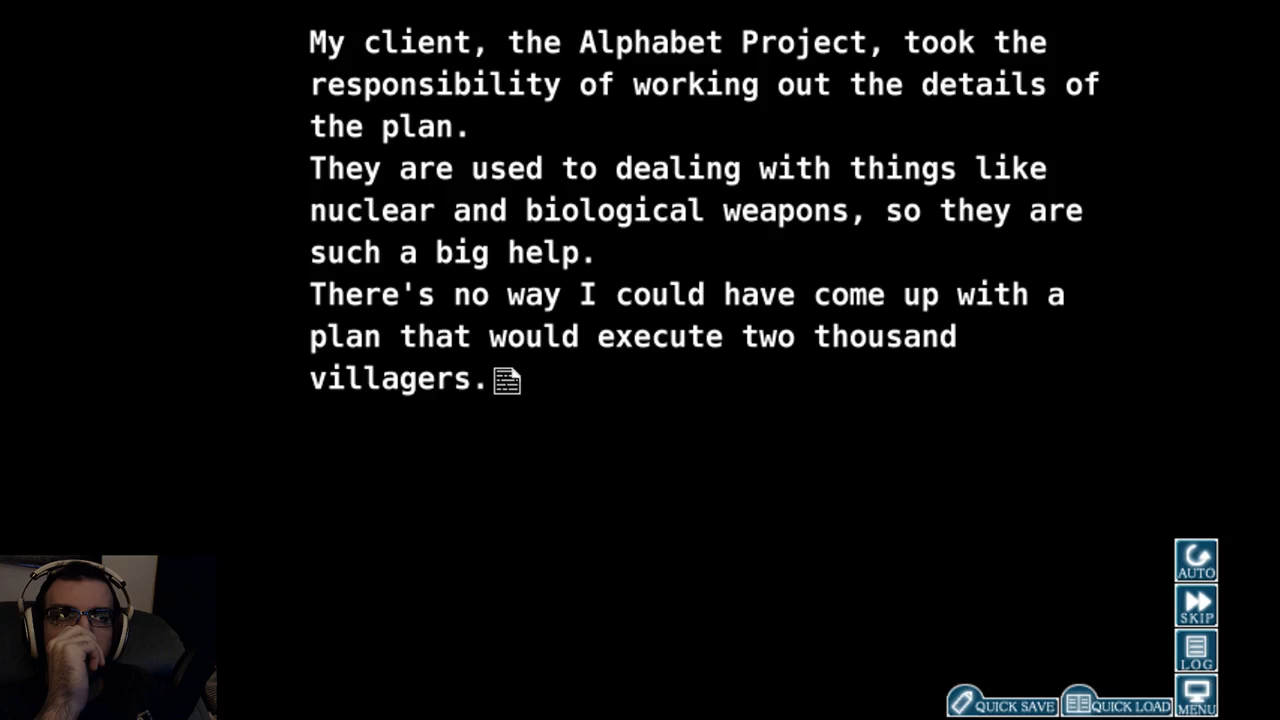 My client, the Alphabet Project, took the
responsibility of working out the details of
the plan.
They are used to dealing with things like
nuclear and biological weapons, so they are
such a big help.
There's no way I could have come up with a
plan that would execute two thousand
villagers.
AUTO
SKIP
LOG
MENU
QUICK SAVE
QUICK LOAD